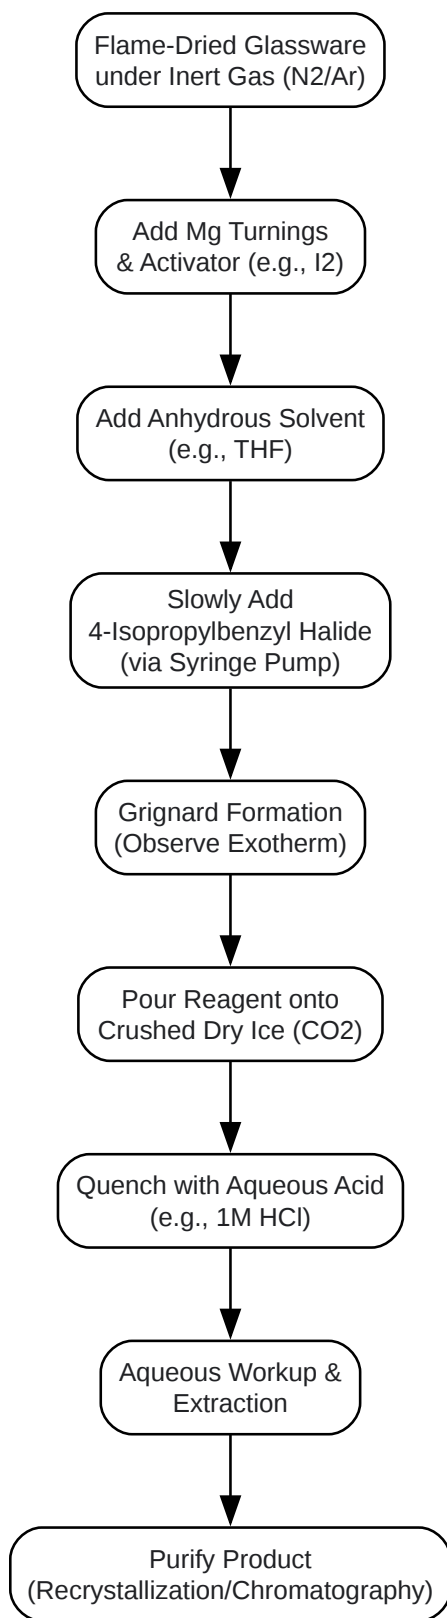 Flame-Dried Glassware
under Inert Gas (N2/Ar)
Add Mg Turnings
& Activator (e.g., I2)
Add Anhydrous Solvent
(e.g., THF)
Slowly Add
4-Isopropylbenzyl Halide
(via Syringe Pump)
Grignard Formation
(Observe Exotherm)
Pour Reagent onto
Crushed Dry Ice (CO2)
Quench with Aqueous Acid
(e.g., 1M HCl)
Aqueous Workup &
Extraction
Purify Product
(Recrystallization/Chromatography)